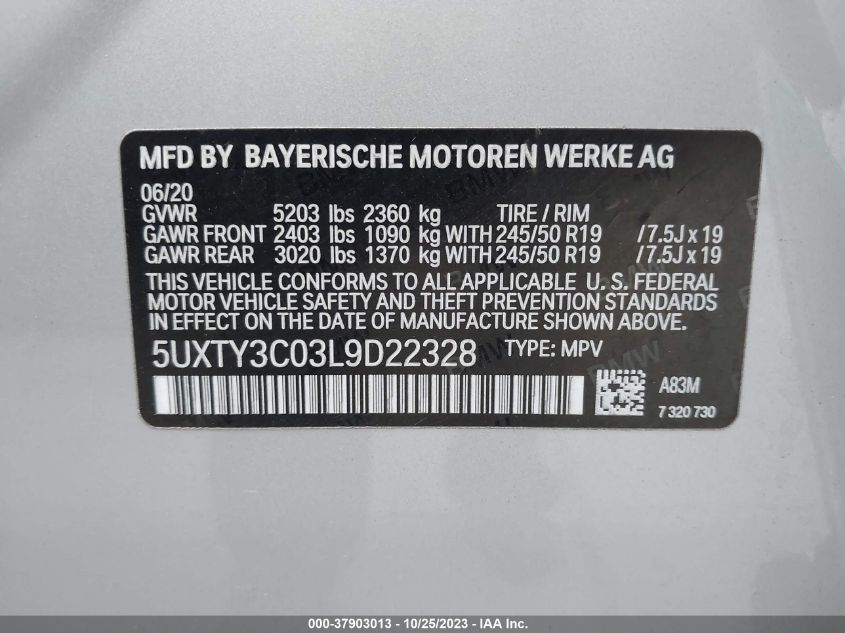 MFD BY BAYERISCHE MOTOREN WERKE AG
06/20
GVWR 5203 lbs 2360 kg TIRE / RIM
GAWR FRONT 2403 lbs 1090 kg WITH 245/50 R19 /7.5J x 19
GAWR REAR 3020 lbs 1370 kg WITH 245/50 R19 /7.5J x 19
THIS VEHICLE CONFORMS TO ALL APPLICABLE U. S. FEDERAL
MOTOR VEHICLE SAFETY AND THEFT PREVENTION STANDARDS
IN EFFECT ON THE DATE OF MANUFACTURE SHOWN ABOVE.
5UXTY3C03L9D22328 TYPE: MPV
A83M
7 320 730
000-37903013 - 10/25/2023 - IAA Inc.